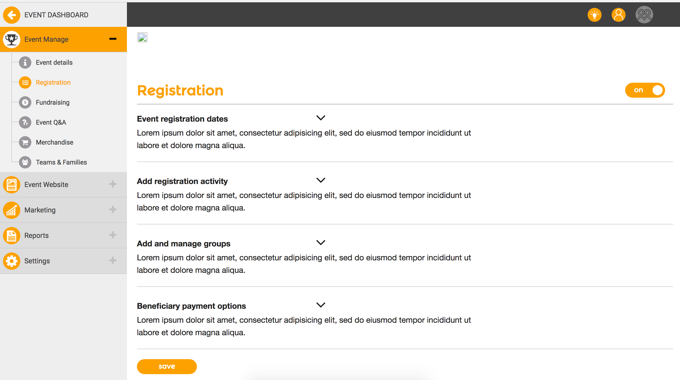 EVENT DASHBOARD
Event Manage
Event details
Registration
Fundraising
Event Q&A
Merchandise
Teams & Families
Event Website
Marketing
Reports
Settings
Registration
on
Event registration dates
Lorem ipsum dolor sit amet, consectetur adipisicing elit, sed do eiusmod tempor incididunt ut
labore et dolore magna aliqua.
Add registration activity
Lorem ipsum dolor sit amet, consectetur adipisicing elit, sed do eiusmod tempor incididunt ut
labore et dolore magna aliqua.
Add and manage groups
Lorem ipsum dolor sit amet, consectetur adipisicing elit, sed do eiusmod tempor incididunt ut
labore et dolore magna aliqua.
Beneficiary payment options
Lorem ipsum dolor sit amet, consectetur adipisicing elit, sed do eiusmod tempor incididunt ut
labore et dolore magna aliqua.
save